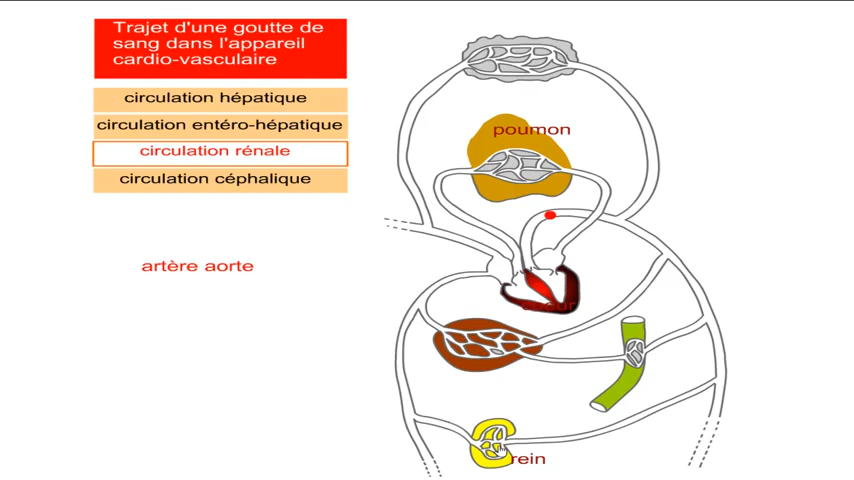 Trajet d'une goutte de
sang dans l'appareil
cardio-vasculaire
circulation hépatique
circulation entéro-hépatique
circulation rénale
circulation céphalique
artère aorte
poumon
rein